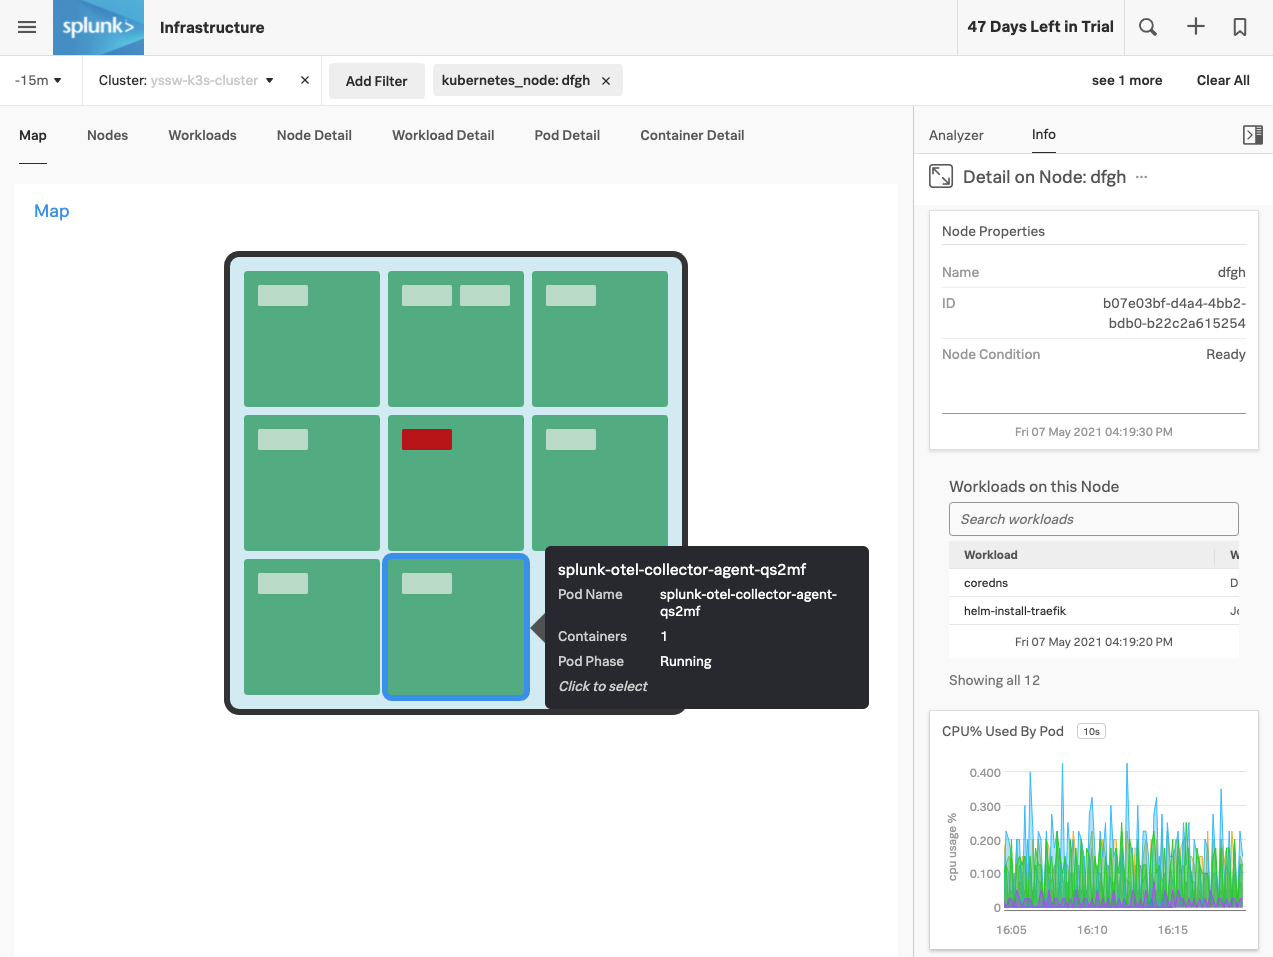 splunk>
Infrastructure
47 Days Left in Trial
-15m
Cluster: yssw-k3s-cluster
Add Filter
kubernetes_node: dfgh
see 1 more
Clear All
Map
Nodes
Workloads
Node Detail
Workload Detail
Pod Detail
Container Detail
Map
splunk-otel-collector-agent-qs2mf
Pod Name splunk-otel-collector-agent-
qs2mf
Containers 1
Pod Phase Running
Click to select
Analyzer
Info
Detail on Node: dfgh ...
Node Properties
Name dfgh
ID b07e03bf-d4a4-4bb2-
bdb0-b22c2a615254
Node Condition Ready
Fri 07 May 2021 04:19:30 PM
Workloads on this Node
Search workloads
Workload W
coredns D
helm-install-traefik Jo
Fri 07 May 2021 04:19:20 PM
Showing all 12
CPU% Used By Pod 10s
cpu usage %
0.400
0.300
0.200
0.100
0
16:05 16:10 16:15